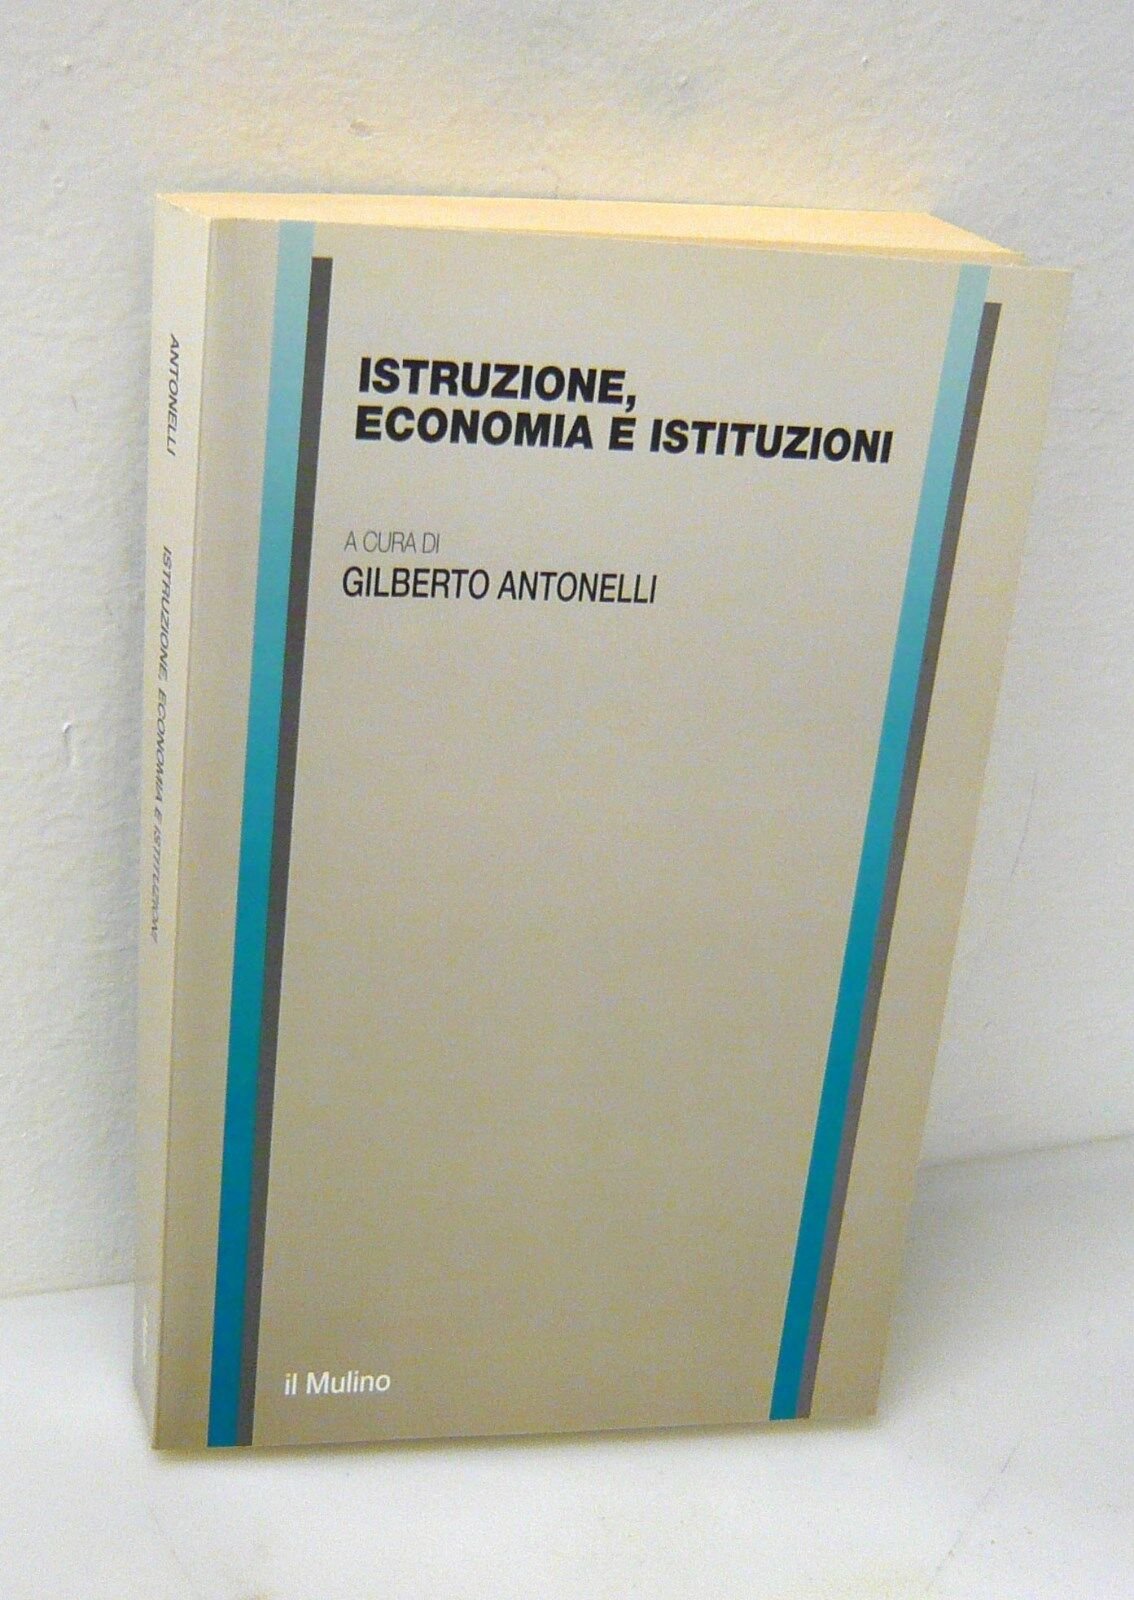 ISTRUZIONE,
ECONOMIA E ISTITUZIONI
A CURA DI
GILBERTO ANTONELLI
il Mulino
ANTONELLI
ISTRUZIONE, ECONOMIA E ISTITUZIONI